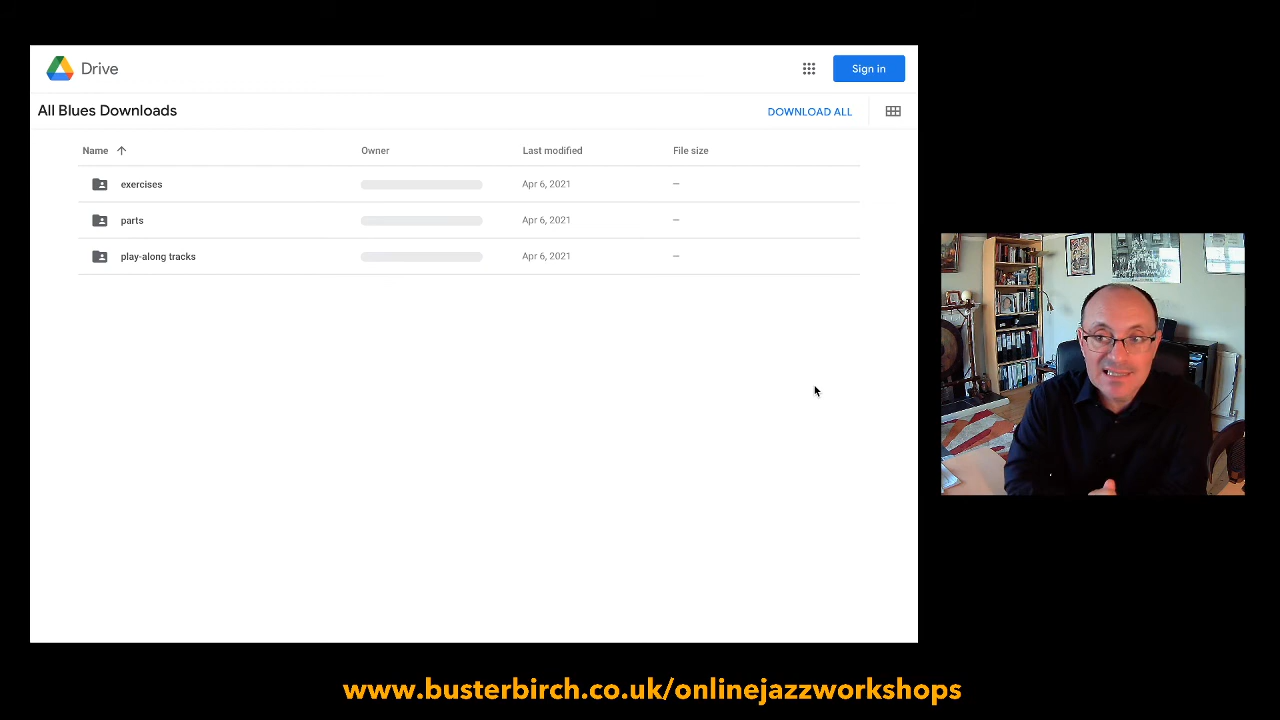 Drive
Sign in
All Blues Downloads
DOWNLOAD ALL
Name Owner Last modified File size
exercises Apr 6, 2021 –
parts Apr 6, 2021 –
play-along tracks Apr 6, 2021 –
www.busterbirch.co.uk/onlinejazzworkshops